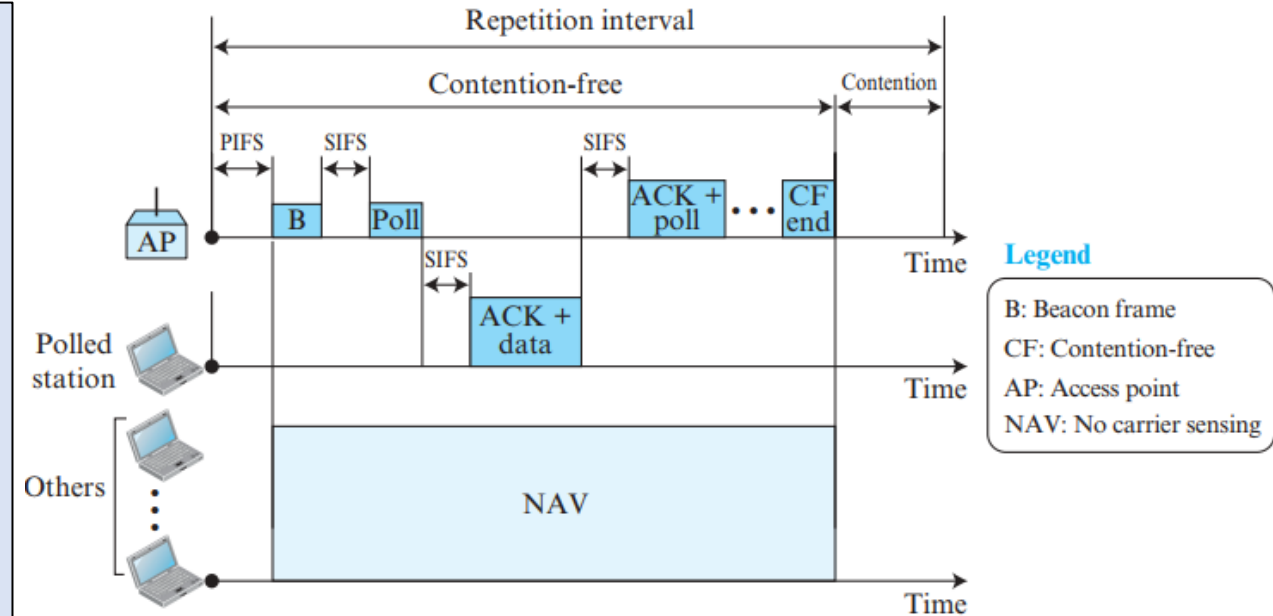 Repetition interval
Contention-free
Contention
PIFS
SIFS
SIFS
B
Poll
ACK +
poll
CF
end
AP
Time
SIFS
ACK +
data
Polled
station
Time
Others
NAV
Time
Legend
B: Beacon frame
CF: Contention-free
AP: Access point
NAV: No carrier sensing